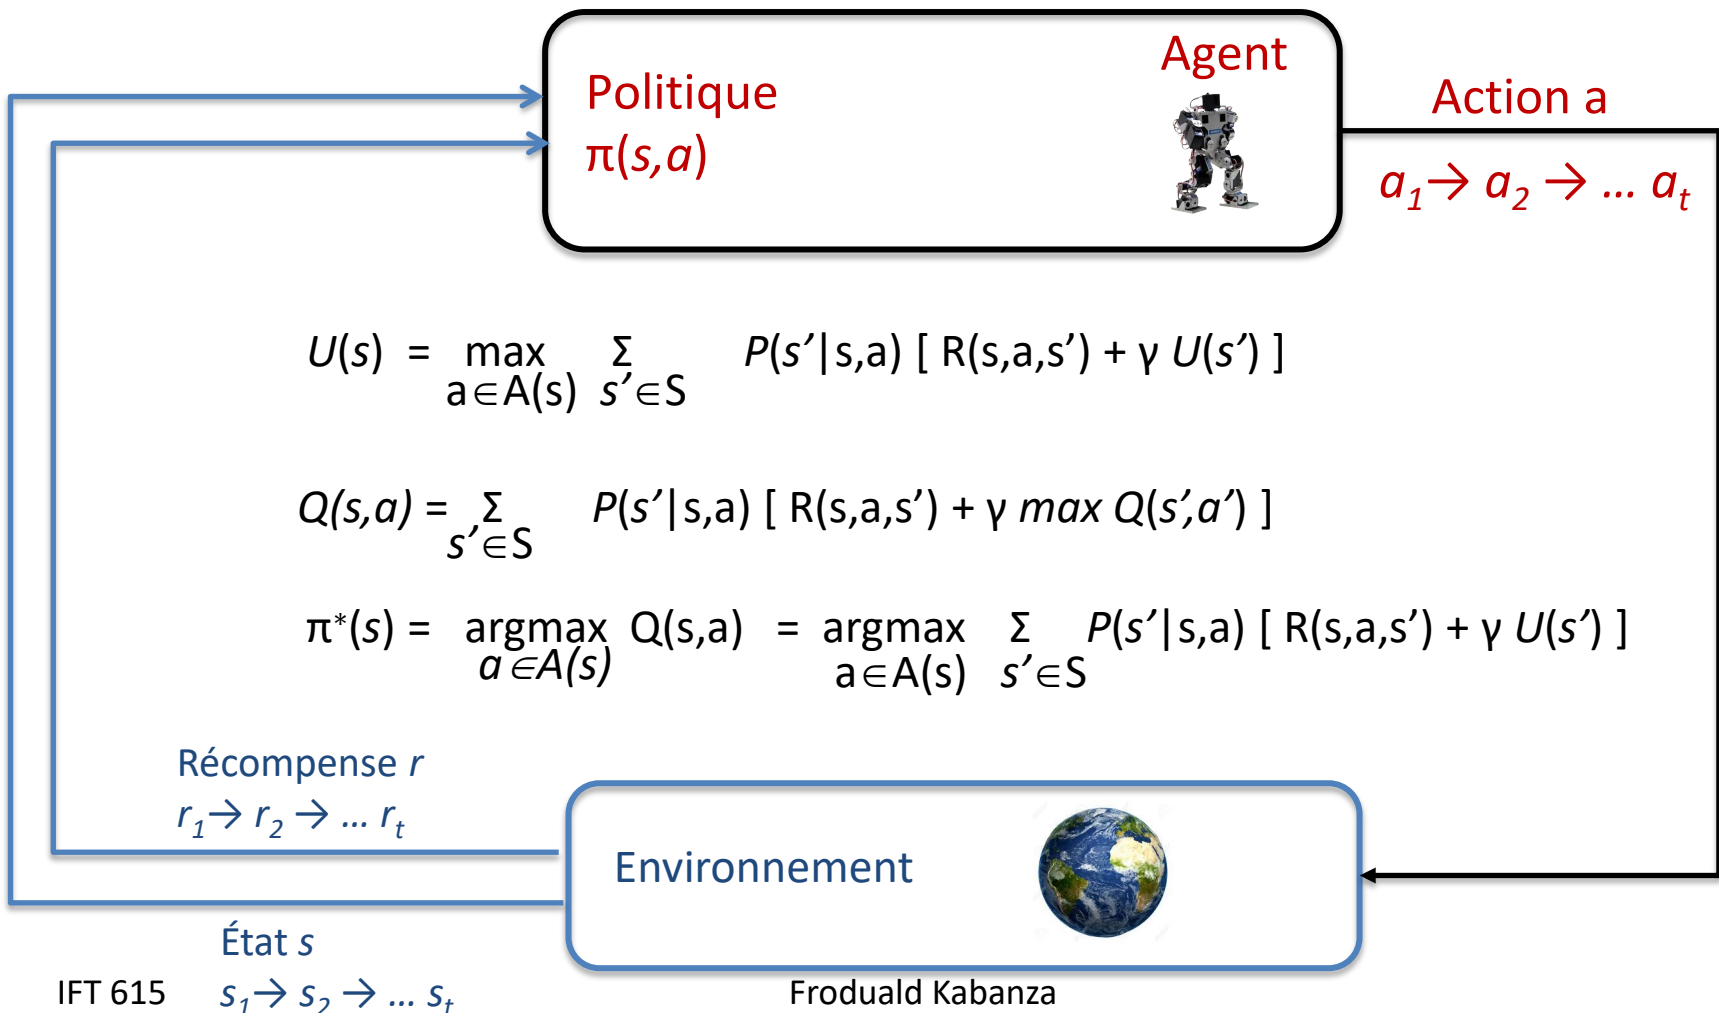 Agent
Politique
π(s,a)
Action a
a1→ a2 → ... at
U(s) = max Σ P(s’|s,a) [ R(s,a,s’) + γ U(s’) ]
a∈A(s) s’∈S
Q(s,a) = Σ P(s’|s,a) [ R(s,a,s’) + γ max Q(s’,a’) ]
s’∈S
π*(s) = argmax Q(s,a) = argmax Σ P(s’|s,a) [ R(s,a,s’) + γ U(s’) ]
a∈A(s) a∈A(s) s’∈S
Récompense r
r1→ r2 → ... rt
Environnement
État s
s1→ s2 → ... st
IFT 615
Froduald Kabanza